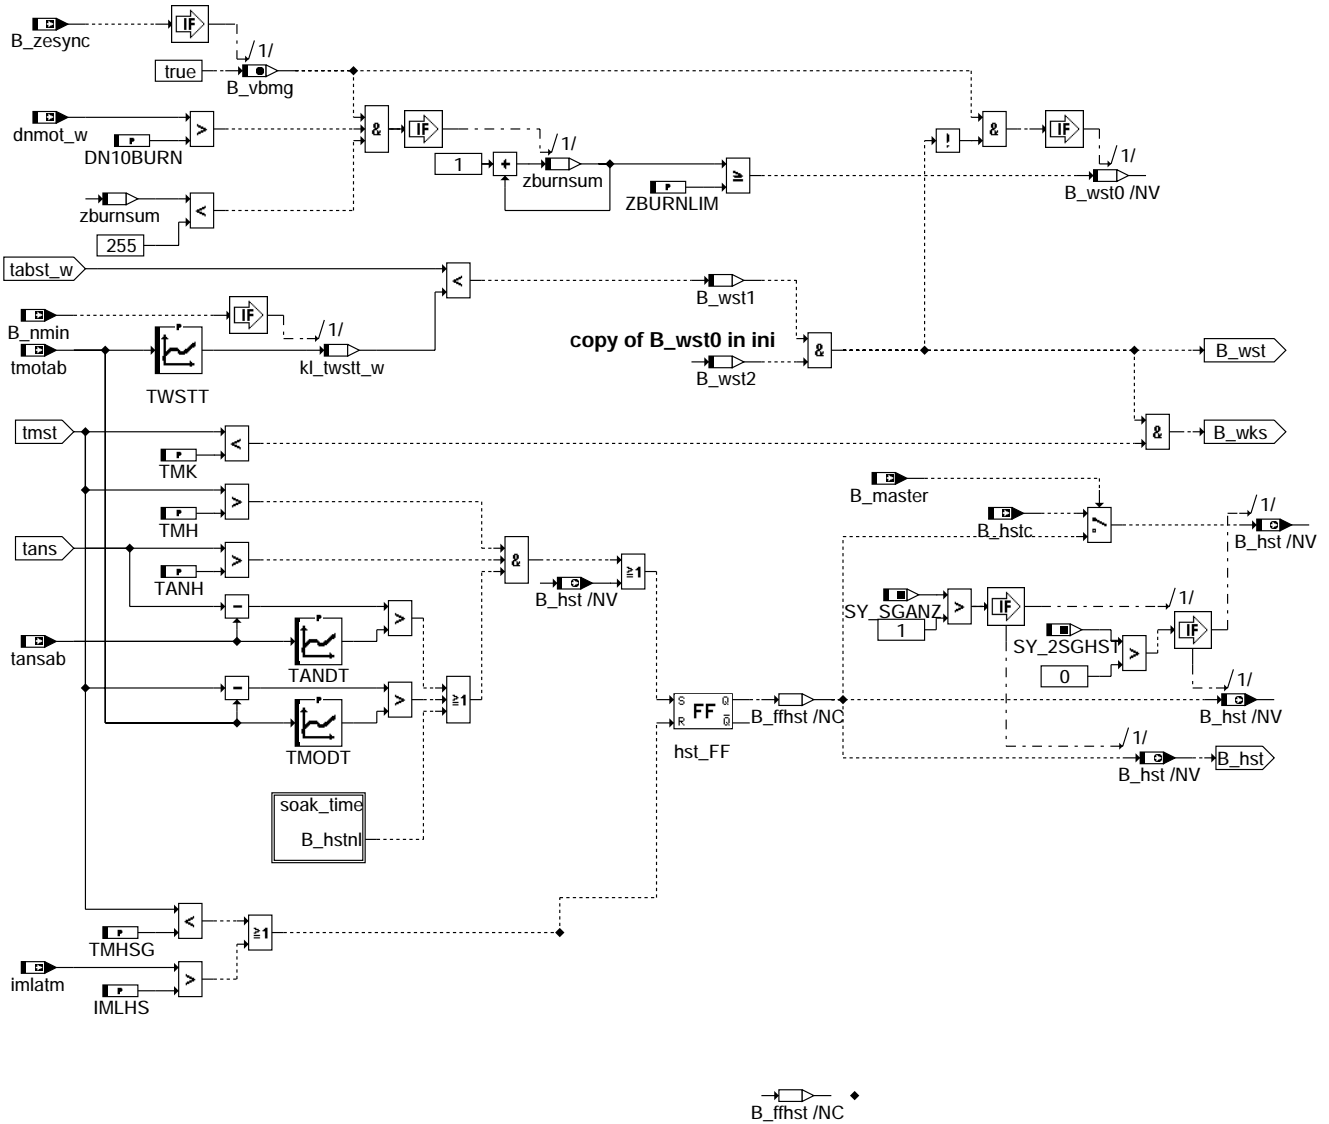 B_zesync
IF
/1/
true
B_vbmg
dnmot_w
P
DN10BURN
>
&
IF
/1/
1
+
zburnsum
P
ZBURNLIM
≥
zburnsum
<
255
!
&
IF
/1/
B_wst0 /NV
tabst_w
<
B_wst1
B_nmin
IF
/1/
tmotab
P
TWSTT
kl_twstt_w
copy of B_wst0 in ini
B_wst2
&
B_wst
tmst
P
TMK
<
&
B_wks
P
TMH
>
tans
P
TANH
>
&
B_hst /NV
≧1
B_master
B_hstc
/1/
B_hst /NV
-
>
tansab
P
TANDT
SY_SGANZ
1
>
IF
/1/
SY_2SGHST
0
>
IF
/1/
B_hst /NV
-
>
≧1
P
TMODT
S Q
R Q
FF
hst_FF
B_ffhst /NC
/1/
B_hst /NV
B_hst
soak_time
B_hstnl
P
TMHSG
<
≧1
imlatm
P
IMLHS
>
B_ffhst /NC